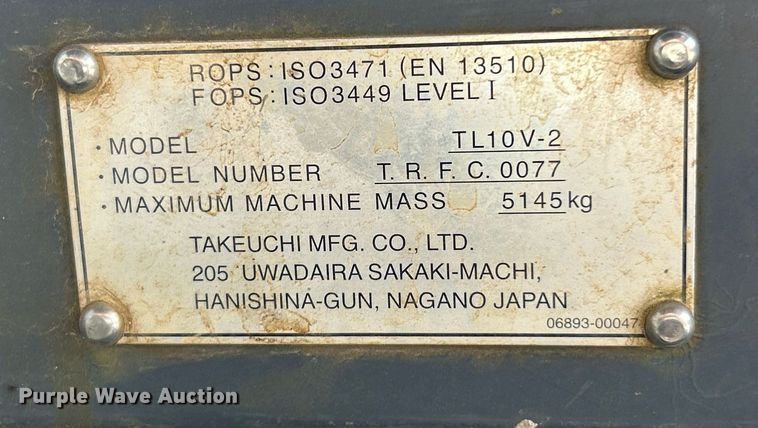 ROPS : ISO3471 (EN 13510)
FOPS : ISO3449 LEVEL I
· MODEL TL10V-2
· MODEL NUMBER T. R. F. C. 0077
· MAXIMUM MACHINE MASS 5145kg
TAKEUCHI MFG. CO., LTD.
205 UWADAIRA SAKAKI-MACHI,
HANISHINA-GUN, NAGANO JAPAN
06893-00047
Purple Wave Auction